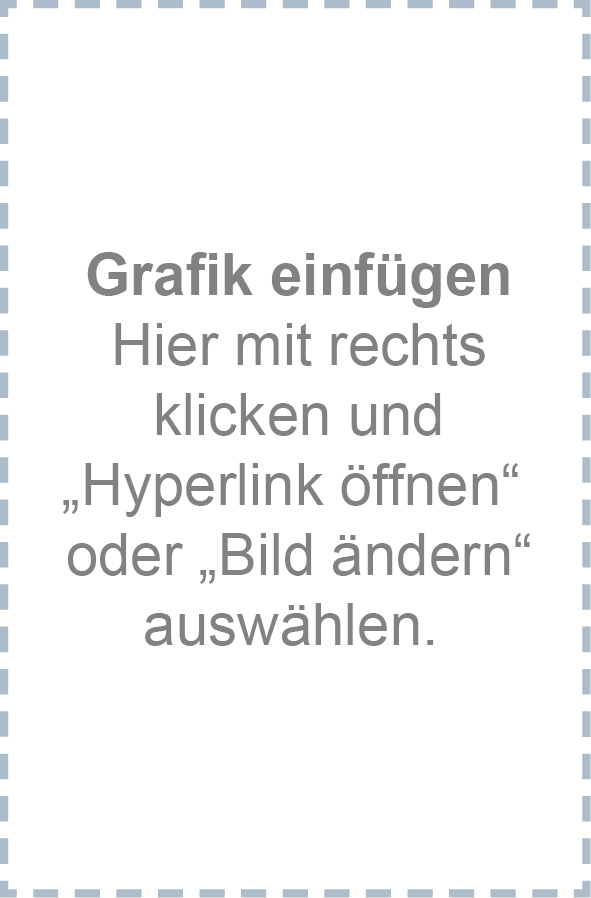 Grafik einfügen
Hier mit rechts
klicken und
„Hyperlink öffnen“
oder „Bild ändern“
auswählen.